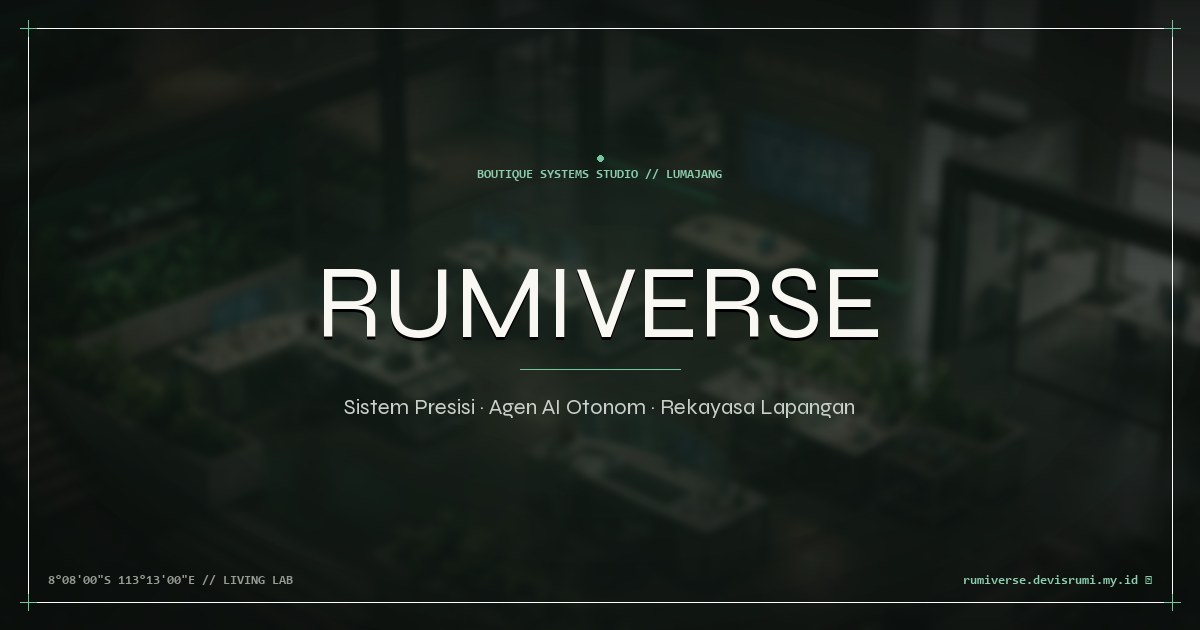 BOUTIQUE SYSTEMS STUDIO // LUMAJANG
RUMIVERSE
Sistem Presisi · Agen AI Otonom · Rekayasa Lapangan
8°08'00"S 113°13'00"E // LIVING LAB
rumiverse.devisrumi.my.id